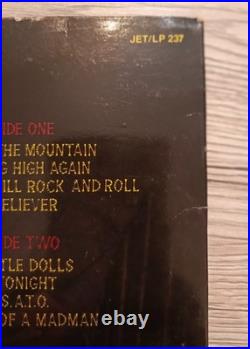 JET/LP 237
IDE ONE
THE MOUNTAIN
G HIGH AGAIN
ILL ROCK AND ROLL
ELIEVER
DE TWO
TLE DOLLS
TONIGHT
S.A.T.O.
OF A MADMAN